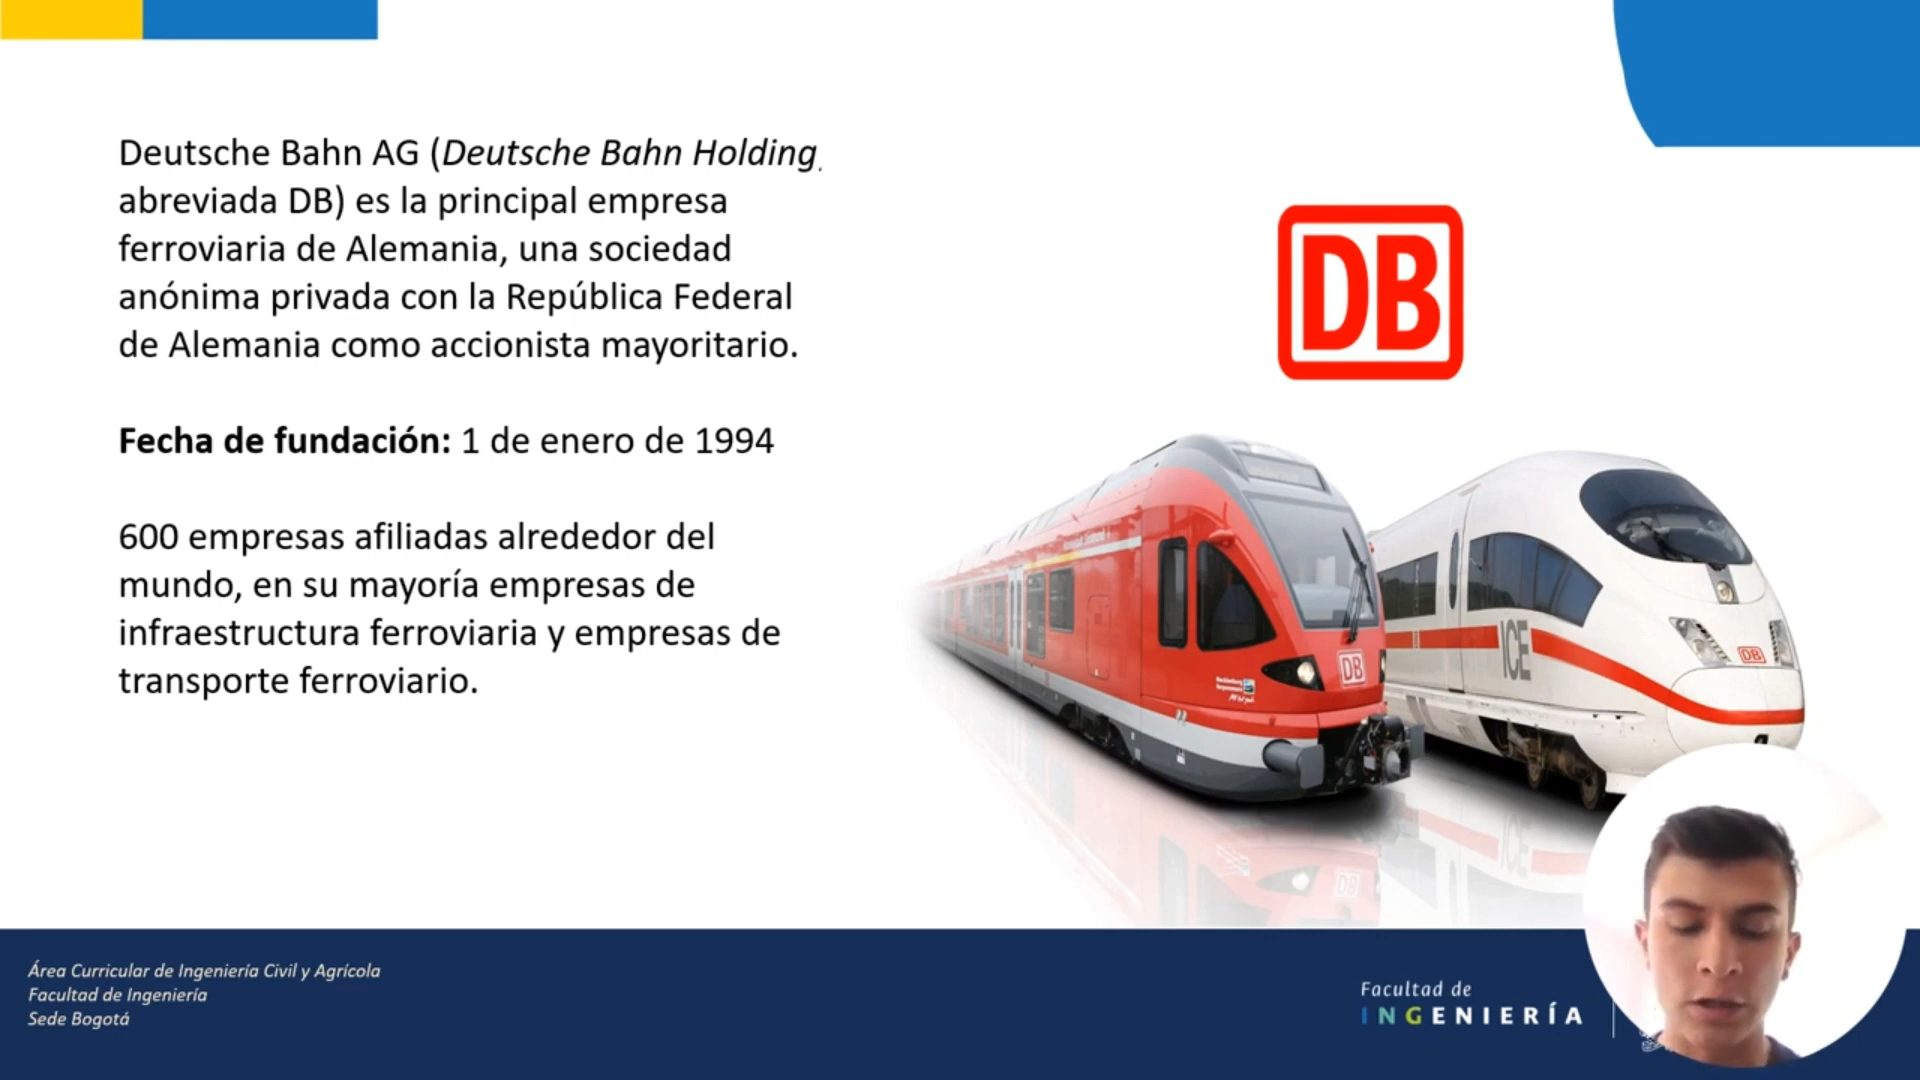 Deutsche Bahn AG (Deutsche Bahn Holding,
abreviada DB) es la principal empresa
ferroviaria de Alemania, una sociedad
anónima privada con la República Federal
de Alemania como accionista mayoritario.
Fecha de fundación: 1 de enero de 1994
600 empresas afiliadas alrededor del
mundo, en su mayoría empresas de
infraestructura ferroviaria y empresas de
transporte ferroviario.
DB
DB
ICE
DB
Área Curricular de Ingeniería Civil y Agrícola
Facultad de Ingeniería
Sede Bogotá
Facultad de
INGENIERÍA